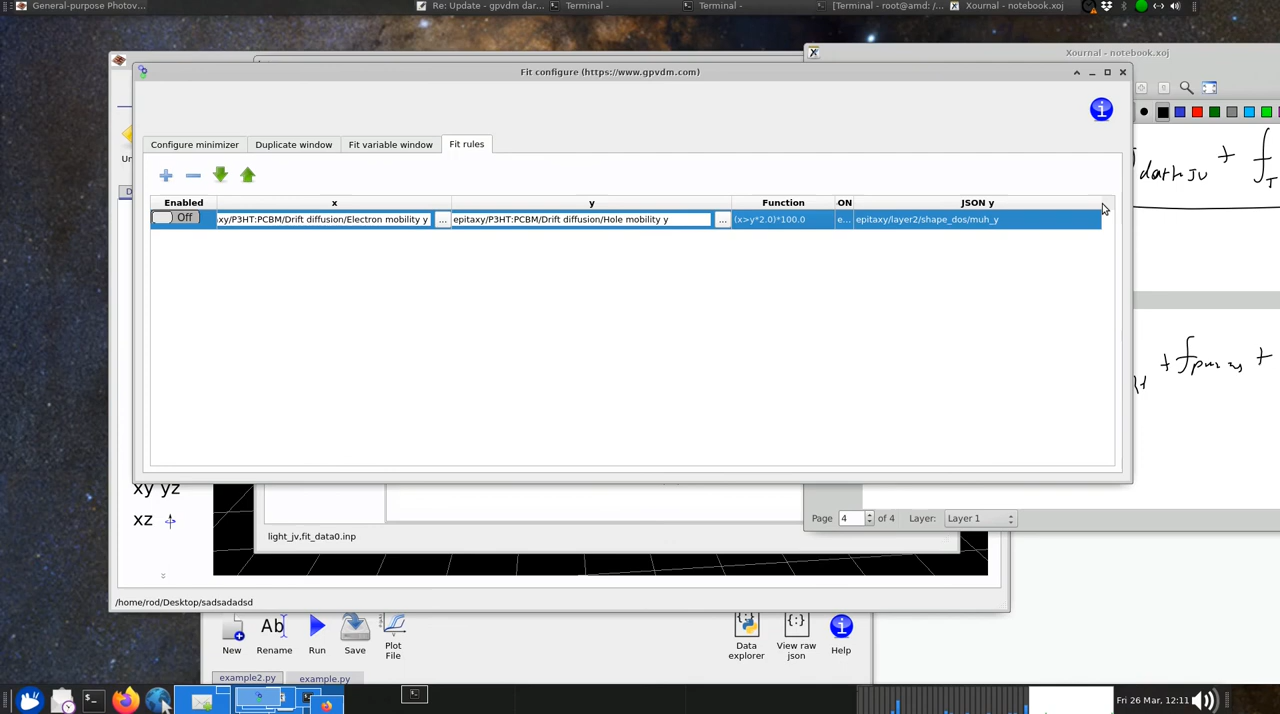 General-purpose Photov...
Re: Update - gpvdm dar...
Terminal -
Terminal -
[Terminal - root@amd: /...
Xournal - notebook.xoj
Xournal - notebook.xoj
Fit configure (https://www.gpvdm.com)
Configure minimizer
Duplicate window
Fit variable window
Fit rules
Enabled
x
y
Function
ON
JSON y
Off
xy/P3HT:PCBM/Drift diffusion/Electron mobility y
...
epitaxy/P3HT:PCBM/Drift diffusion/Hole mobility y
...
(x>y*2.0)*100.0
e...
epitaxy/layer2/shape_dos/muh_y
Un
D
xy yz
xz
light_jv.fit_data0.inp
Page 4 of 4 Layer: Layer 1
/home/rod/Desktop/sadsadadsd
New
Rename
Run
Save
Plot
File
Data
explorer
View raw
json
Help
example2.py
example.py
Fri 26 Mar, 12:11